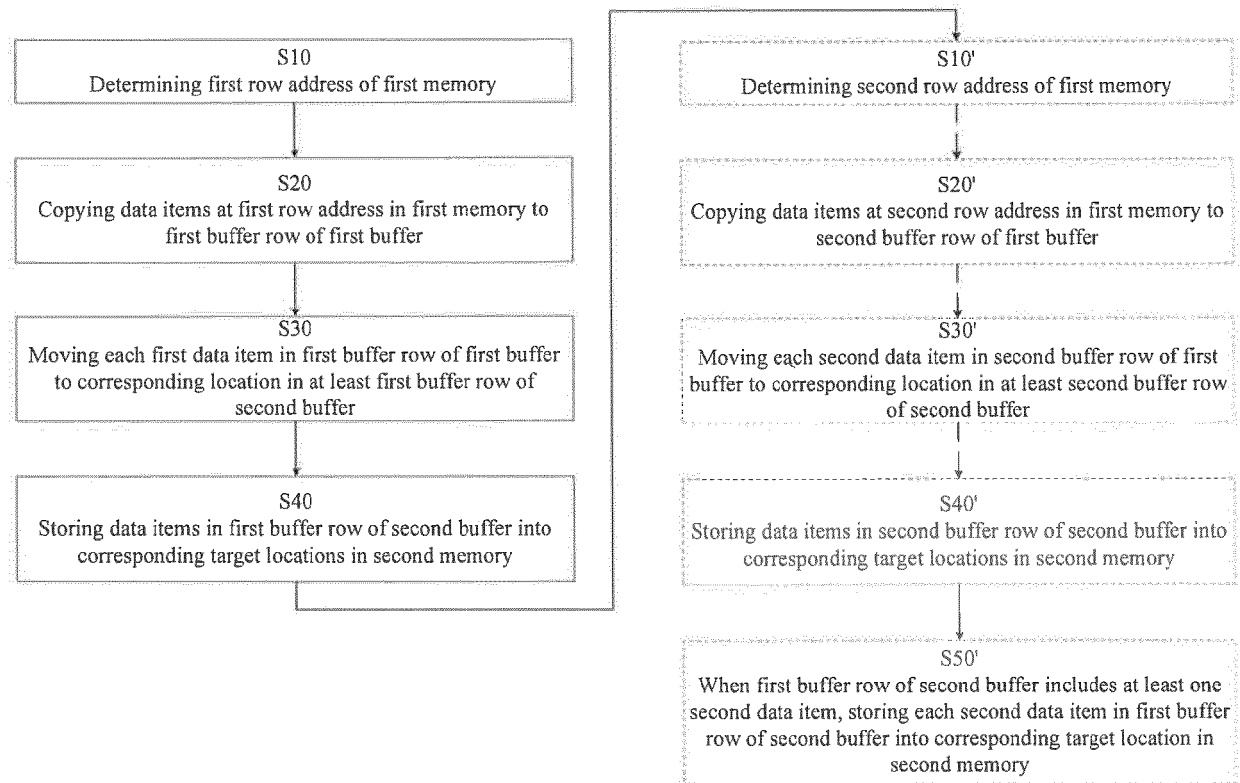 S10
Determining first row address of first memory
S20
Copying data items at first row address in first memory to
first buffer row of first buffer
S30
Moving each first data item in first buffer row of first buffer
to corresponding location in at least first buffer row of
second buffer
S40
Storing data items in first buffer row of second buffer into
corresponding target locations in second memory
S10'
Determining second row address of first memory
S20'
Copying data items at second row address in first memory to
second buffer row of first buffer
S30'
Moving each second data item in second buffer row of first
buffer to corresponding location in at least second buffer row
of second buffer
S40'
Storing data items in second buffer row of second buffer into
corresponding target locations in second memory
S50'
When first buffer row of second buffer includes at least one
second data item, storing each second data item in first buffer
row of second buffer into corresponding target location in
second memory